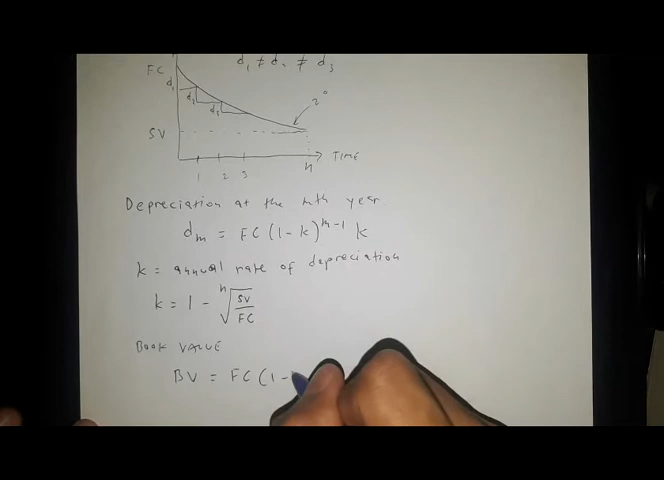 d₁ ≠ d₂ ≠ d₃
FC
d₁
d₂
d₃
2°
SV
TIME
1 2 3 n
Depreciation at the mth year
dₘ = FC (1 - k)ᵐ⁻¹ k
k = annual rate of depreciation
k = 1 - ⁿ√(SV/FC)
BOOK VALUE
BV = FC (1 -